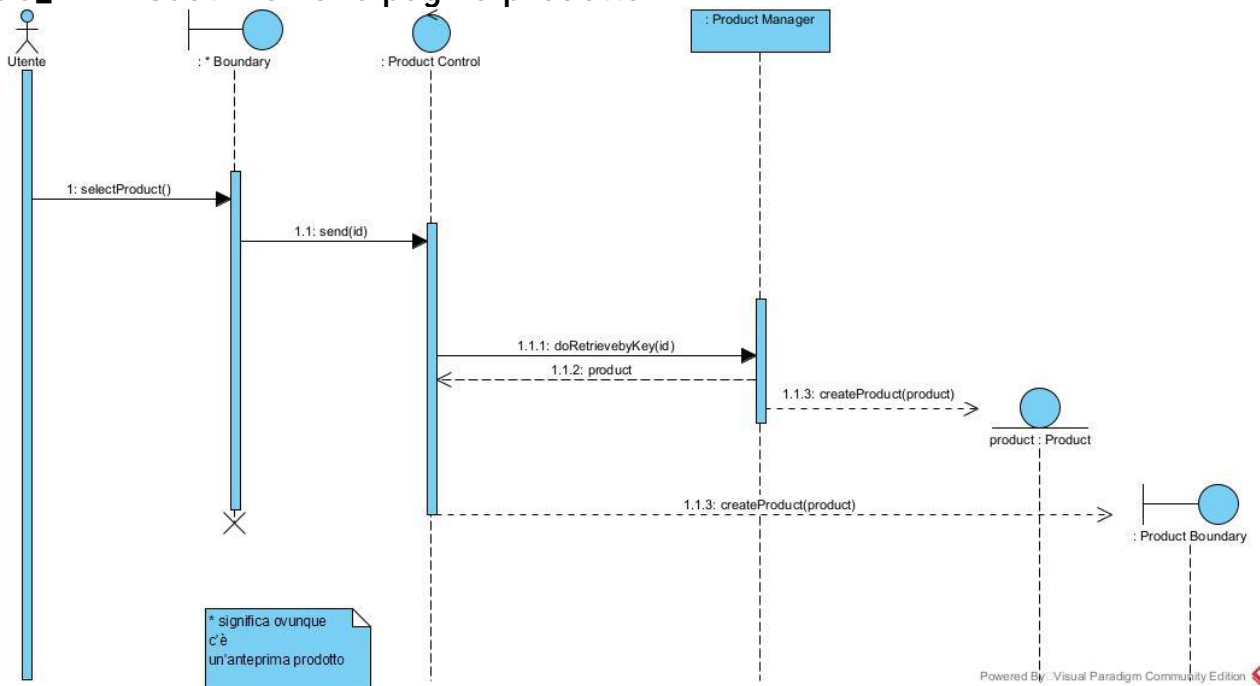 Utente
: * Boundary
: Product Control
: Product Manager
1: selectProduct()
1.1: send(id)
1.1.1: doRetrievebyKey(id)
1.1.2: product
1.1.3: createProduct(product)
product : Product
1.1.3: createProduct(product)
: Product Boundary
* significa ovunque
c'è
un'anteprima prodotto
Powered By Visual Paradigm Community Edition